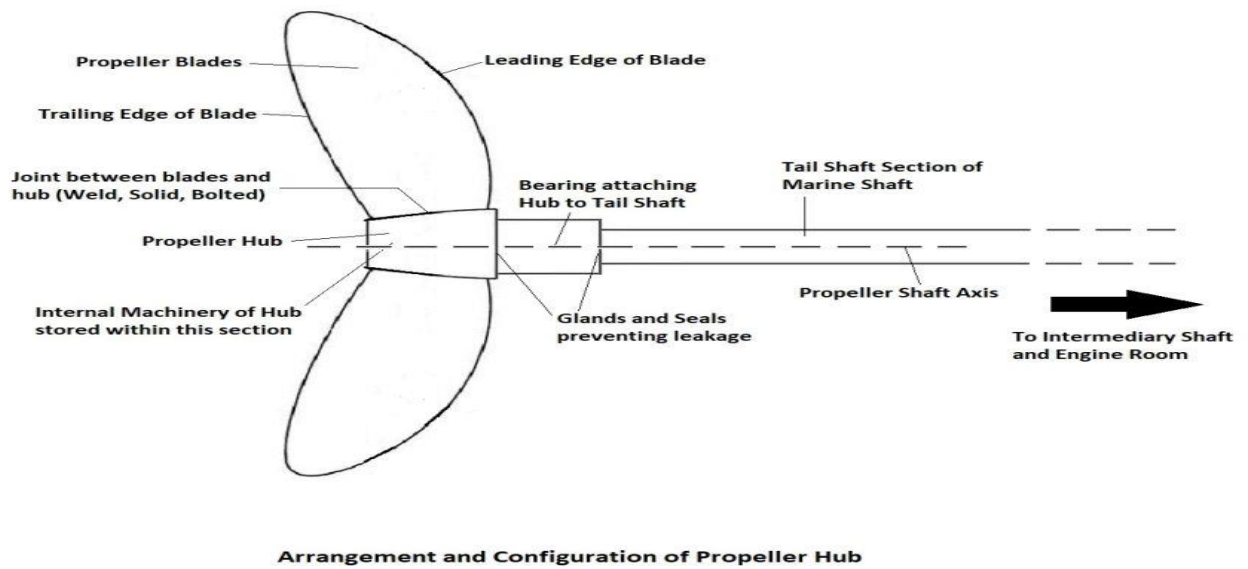 Propeller Blades
Leading Edge of Blade
Trailing Edge of Blade
Joint between blades and
hub (Weld, Solid, Bolted)
Bearing attaching
Hub to Tail Shaft
Tail Shaft Section of
Marine Shaft
Propeller Hub
Propeller Shaft Axis
Internal Machinery of Hub
stored within this section
Glands and Seals
preventing leakage
To Intermediary Shaft
and Engine Room
Arrangement and Configuration of Propeller Hub